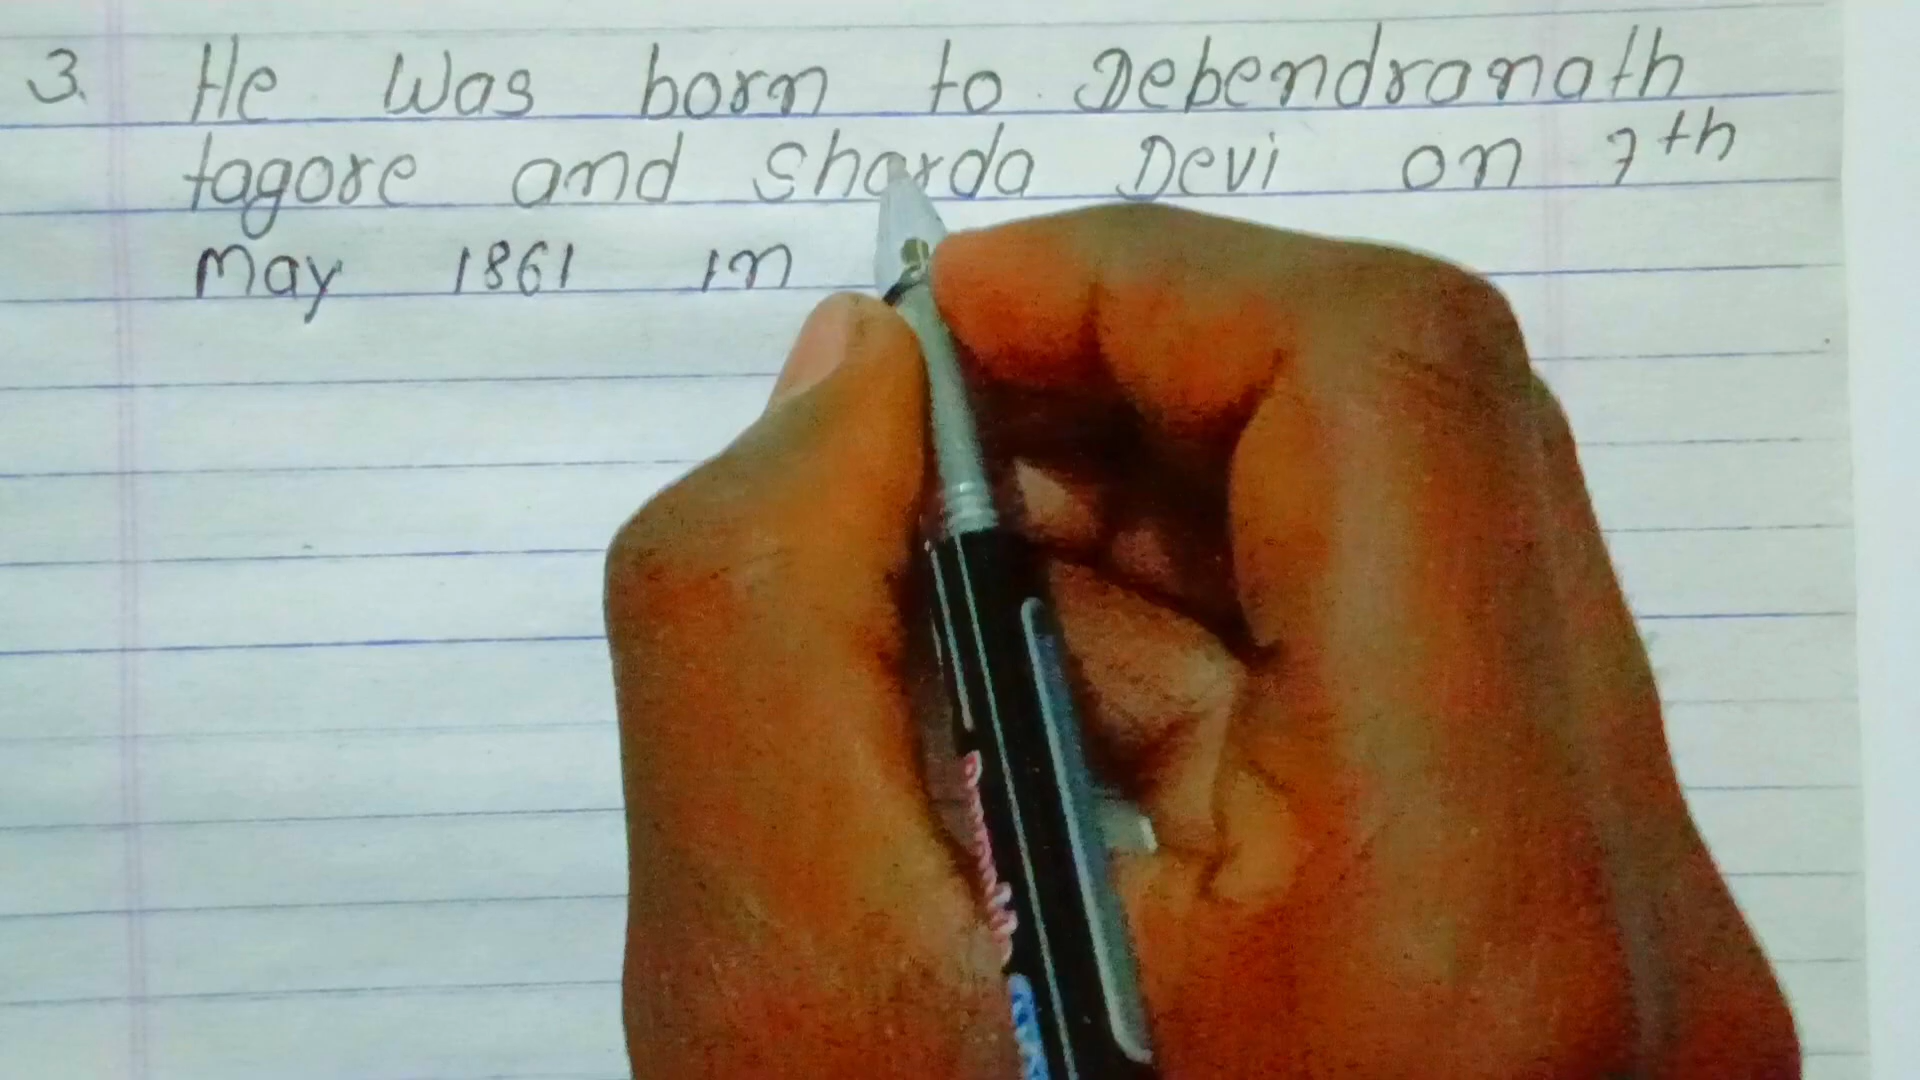 3. He Was born to Debendranath
tagore and Sharda Devi on 7th
May 1861 in